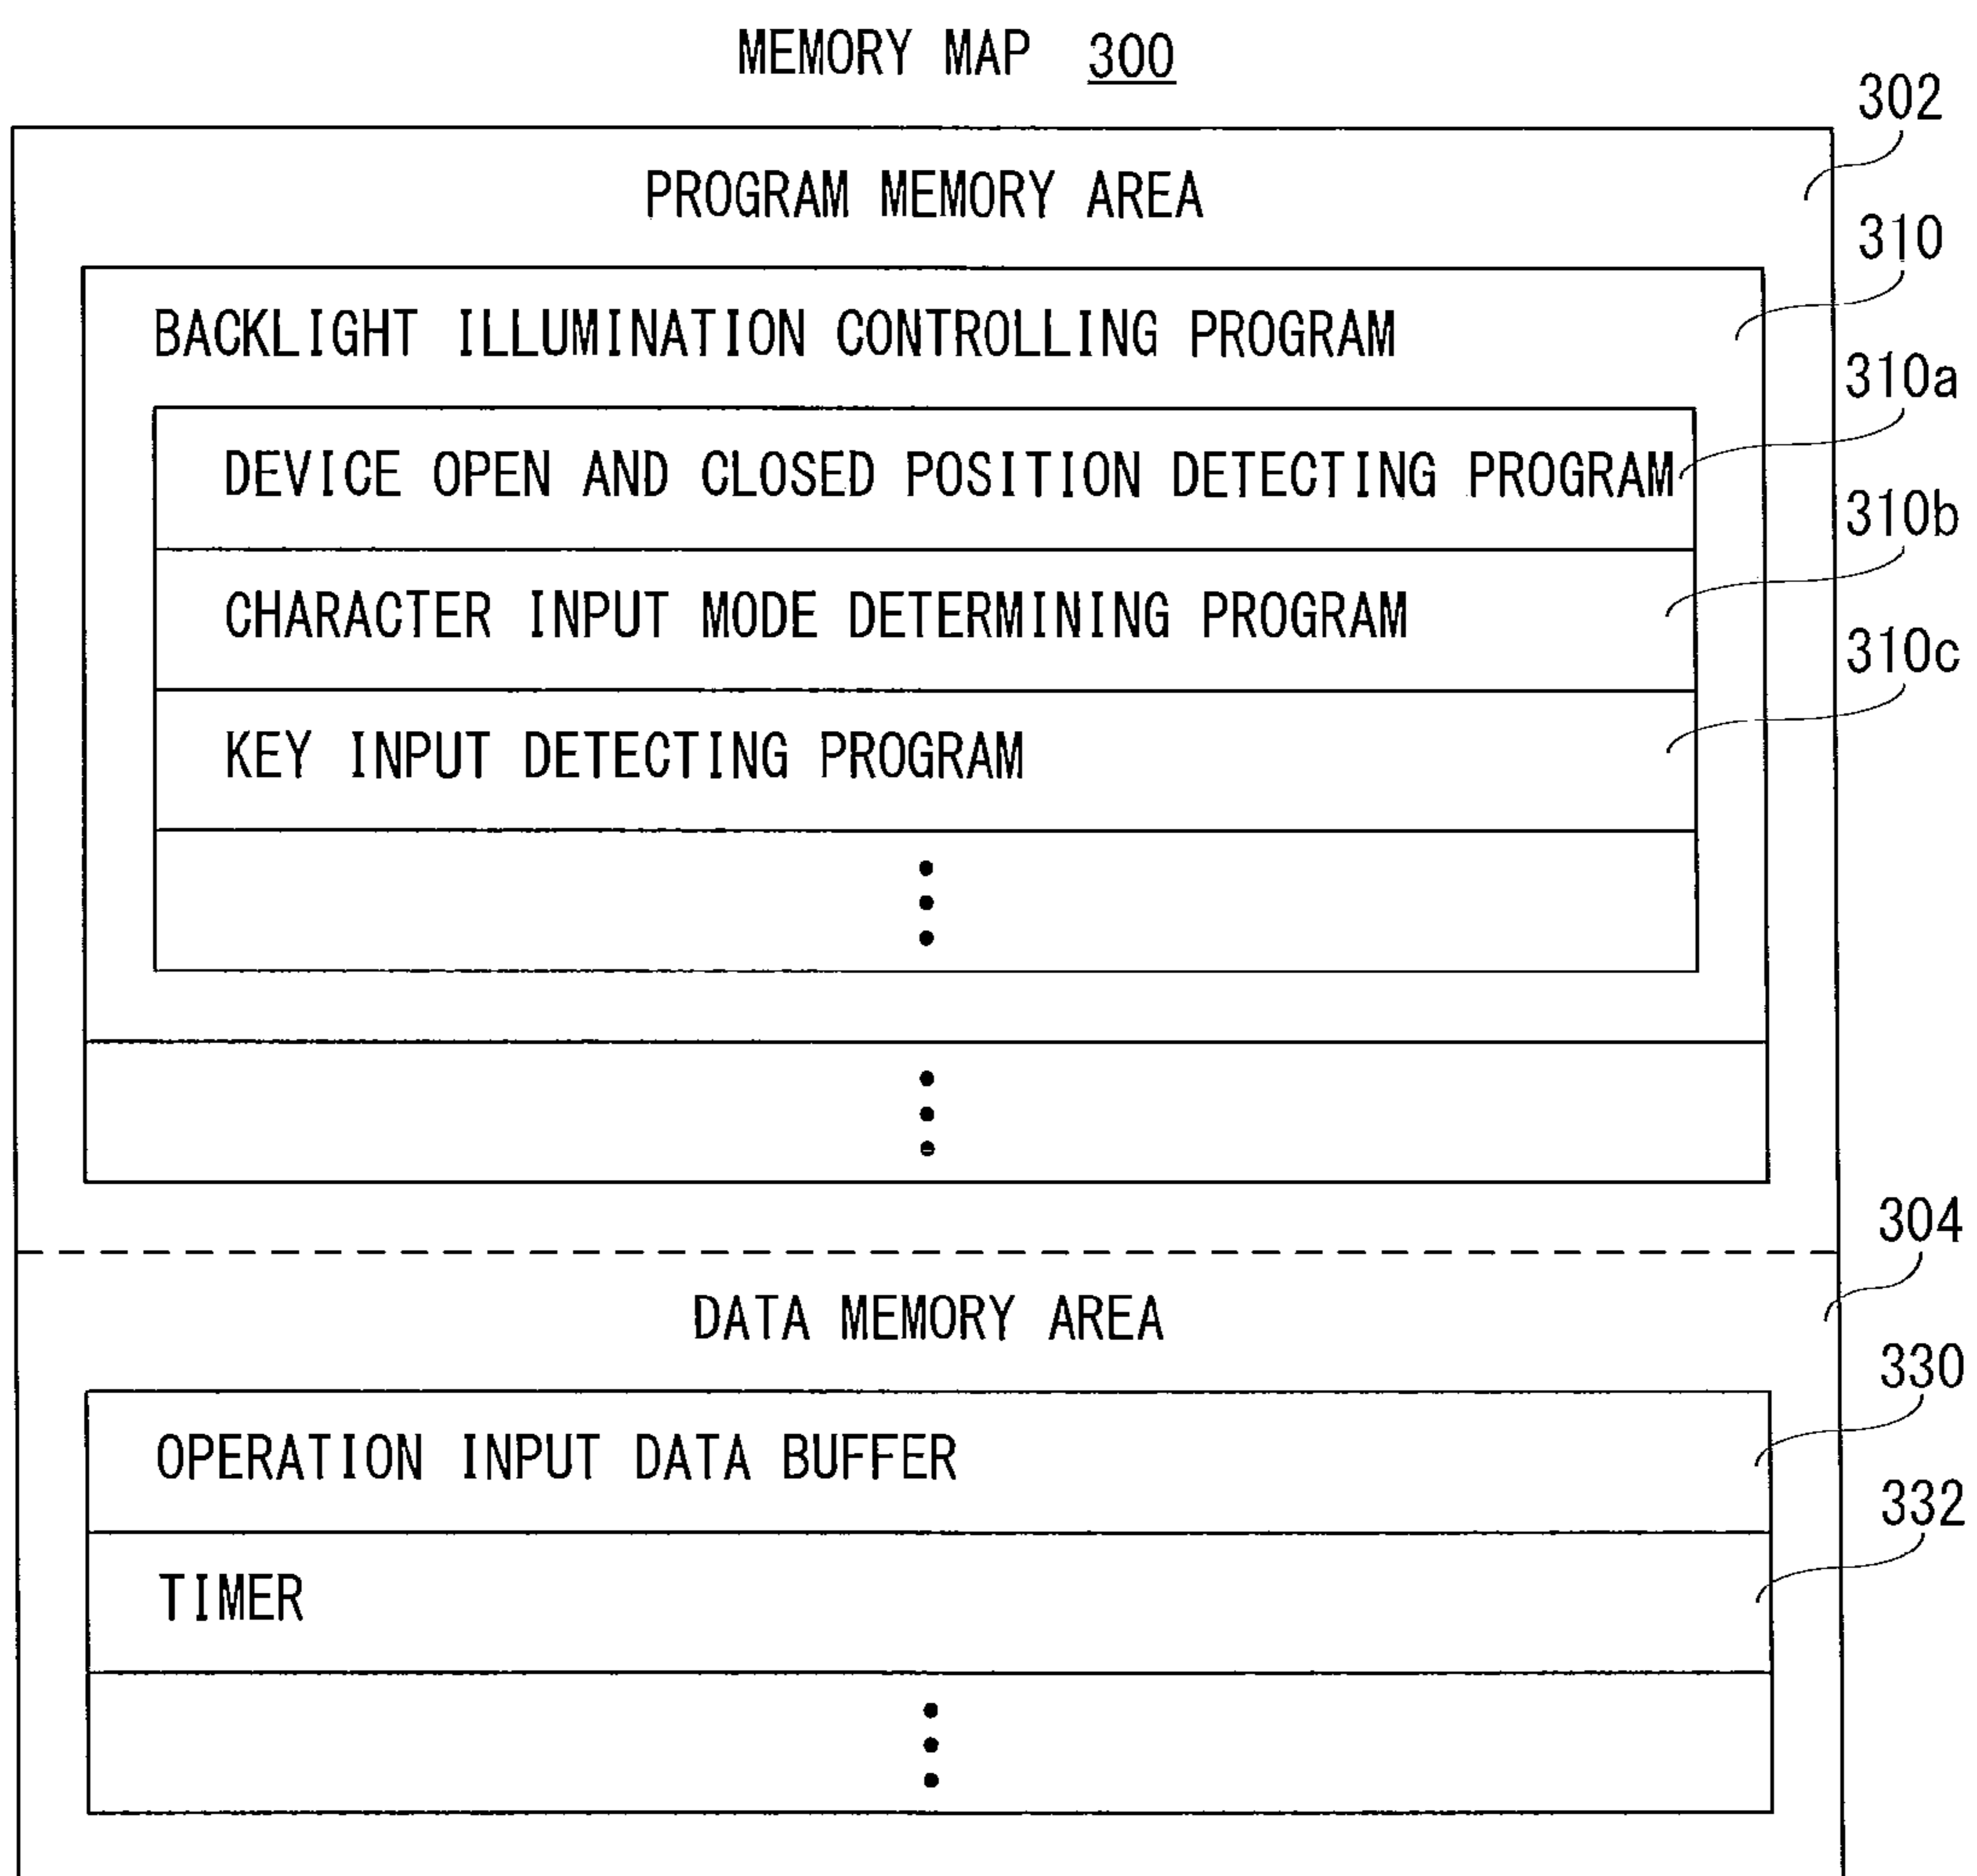 MEMORY MAP 300
302
PROGRAM MEMORY AREA
310
BACKLIGHT ILLUMINATION CONTROLLING PROGRAM
310a
DEVICE OPEN AND CLOSED POSITION DETECTING PROGRAM
310b
CHARACTER INPUT MODE DETERMINING PROGRAM
310c
KEY INPUT DETECTING PROGRAM
304
DATA MEMORY AREA
330
OPERATION INPUT DATA BUFFER
332
TIMER